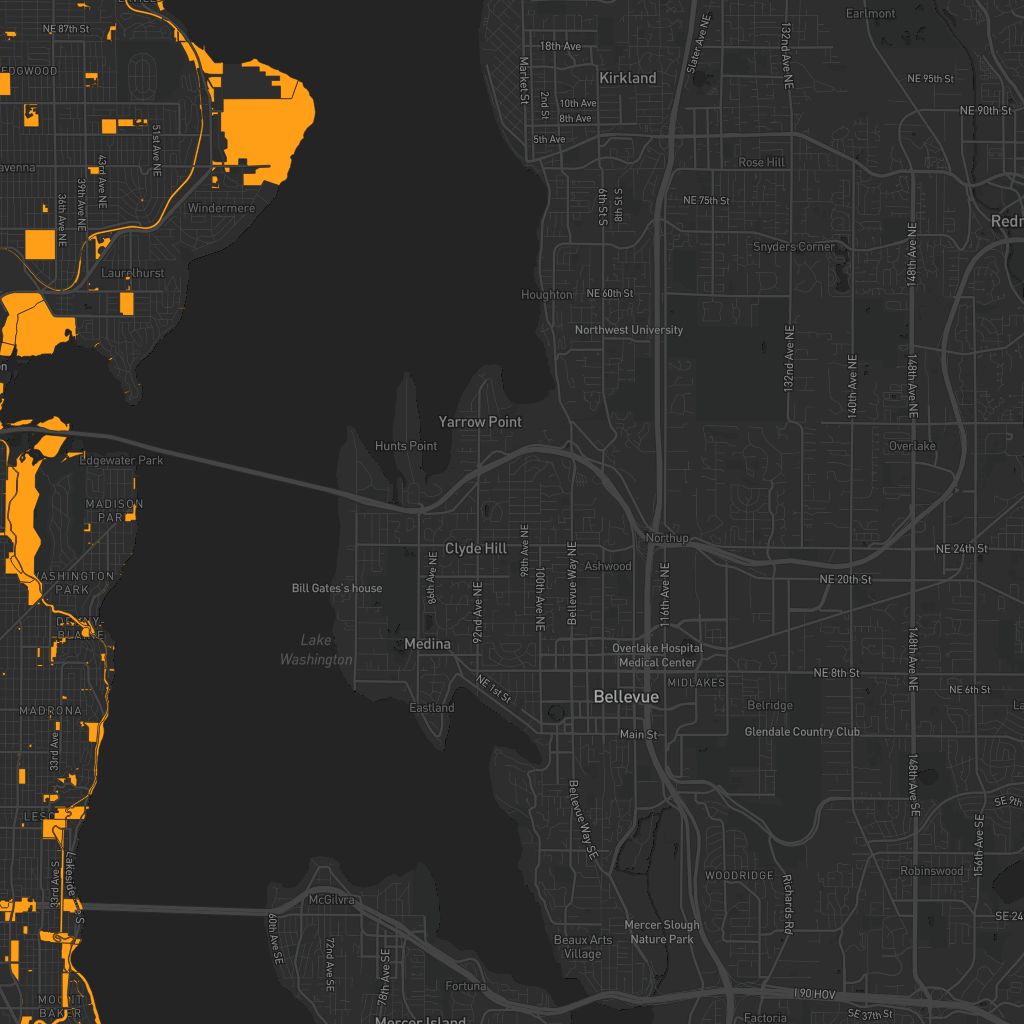 Earlmont
NE 87th St
132nd Ave NE
Slater Ave NE
18th Ave
Market St
Kirkland
NE 95th St
2nd St
10th Ave
8th Ave
5th Ave
NE 90th St
51st Ave NE
43rd Ave NE
39th Ave NE
36th Ave NE
Rose Hill
Windermere
6th St S
8th St S
NE 75th St
Snyders Corner
148th Ave NE
Laurelhurst
Houghton
NE 60th St
Northwest University
132nd Ave NE
140th Ave NE
148th Ave NE
Yarrow Point
Hunts Point
Overlake
Edgewater Park
MADISON
PARK
Clyde Hill
98th Ave NE
Northup
NE 24th St
86th Ave NE
92nd Ave NE
100th Ave NE
Bellevue Way NE
Ashwood
116th Ave NE
NE 20th St
WASHINGTON
PARK
Bill Gates's house
DENNY-
BLAINE
Lake
Washington
Medina
Overlake Hospital
Medical Center
148th Ave NE
NE 8th St
NE 6th St
MIDLAKES
NE 1st St
Bellevue
Eastland
Belridge
MADRONA
33rd Ave
Main St
Glendale Country Club
148th Ave SE
Bellevue Way SE
SE 9th
156th Ave SE
33rd Ave S
WOODRIDGE
Richards Rd
Robinswood
McGilvra
60th Ave SE
72nd Ave SE
78th Ave SE
Mercer Slough
Nature Park
Beaux Arts
Village
SE 24
Fortuna
I 90 HOV
MOUNT
BAKER
Mercer Island
Factoria
SE 37th St